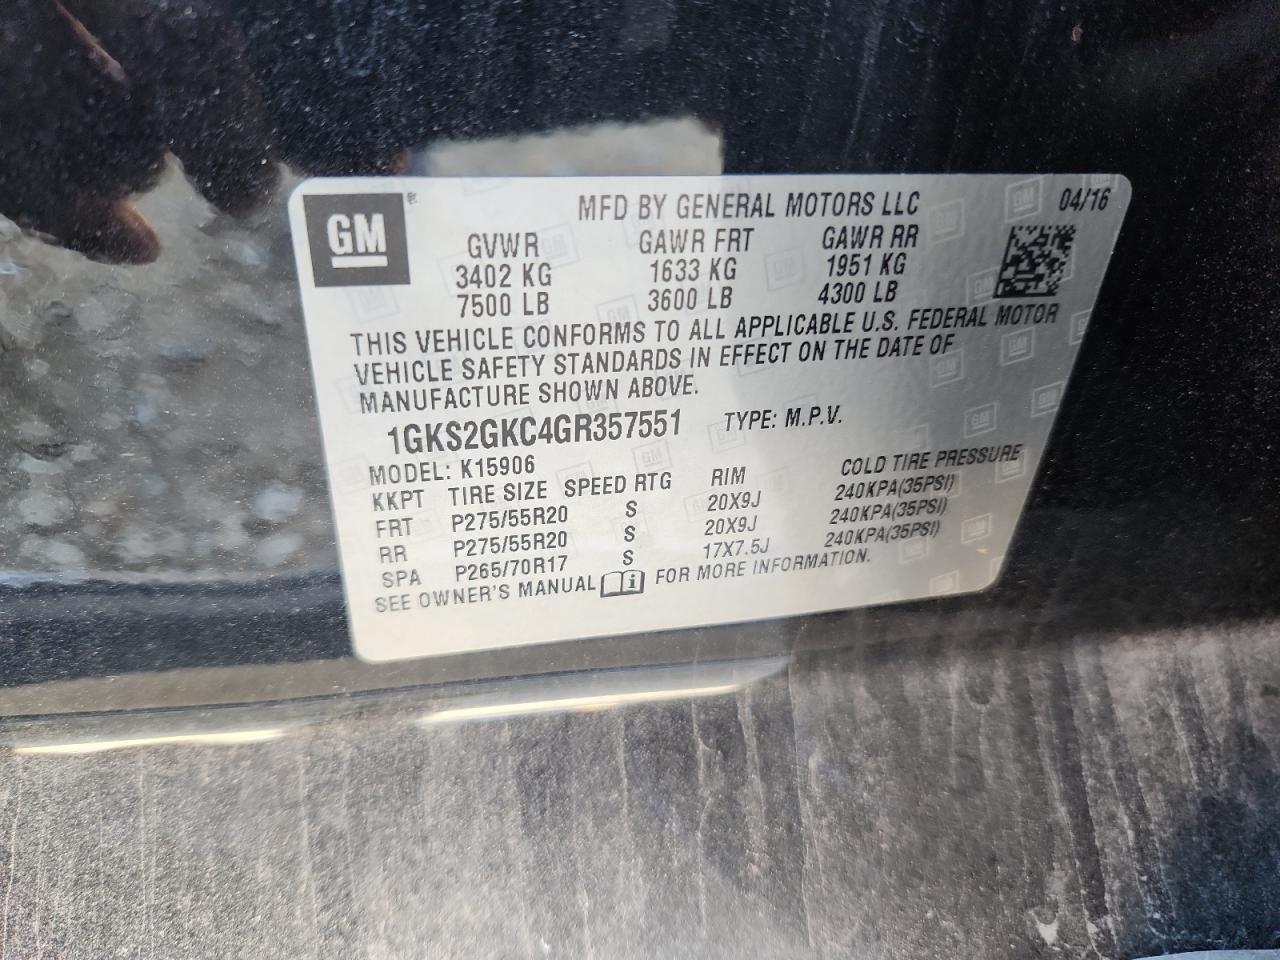 GM
MFD BY GENERAL MOTORS LLC 04/16
GVWR GAWR FRT GAWR RR
3402 KG 1633 KG 1951 KG
7500 LB 3600 LB 4300 LB
THIS VEHICLE CONFORMS TO ALL APPLICABLE U.S. FEDERAL MOTOR
VEHICLE SAFETY STANDARDS IN EFFECT ON THE DATE OF
MANUFACTURE SHOWN ABOVE.
1GKS2GKC4GR357551 TYPE: M.P.V.
MODEL: K15906
KKPT TIRE SIZE SPEED RTG RIM COLD TIRE PRESSURE
FRT P275/55R20 S 20X9J 240KPA(35PSI)
RR P275/55R20 S 20X9J 240KPA(35PSI)
SPA P265/70R17 S 17X7.5J 240KPA(35PSI)
SEE OWNER'S MANUAL FOR MORE INFORMATION.